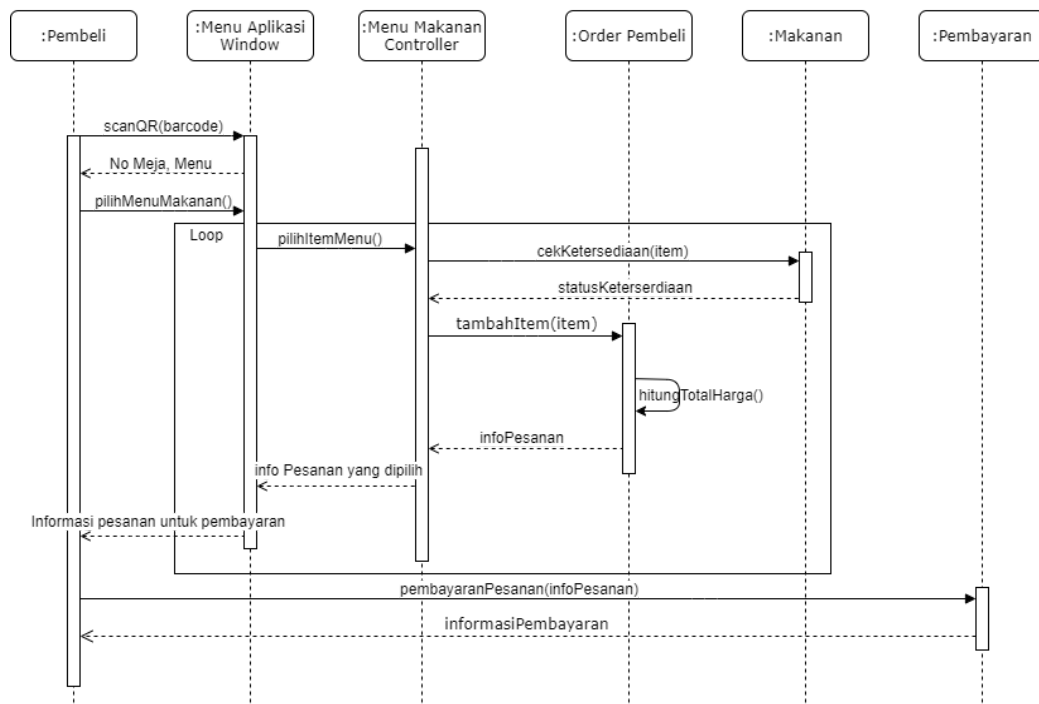 :Pembeli
:Menu Aplikasi
Window
:Menu Makanan
Controller
:Order Pembeli
:Makanan
:Pembayaran
scanQR(barcode)
No Meja, Menu
pilihMenuMakanan()
Loop
pilihItemMenu()
cekKetersediaan(item)
statusKeterserdiaan
tambahItem(item)
hitungTotalHarga()
infoPesanan
info Pesanan yang dipilih
Informasi pesanan untuk pembayaran
pembayaranPesanan(infoPesanan)
informasiPembayaran